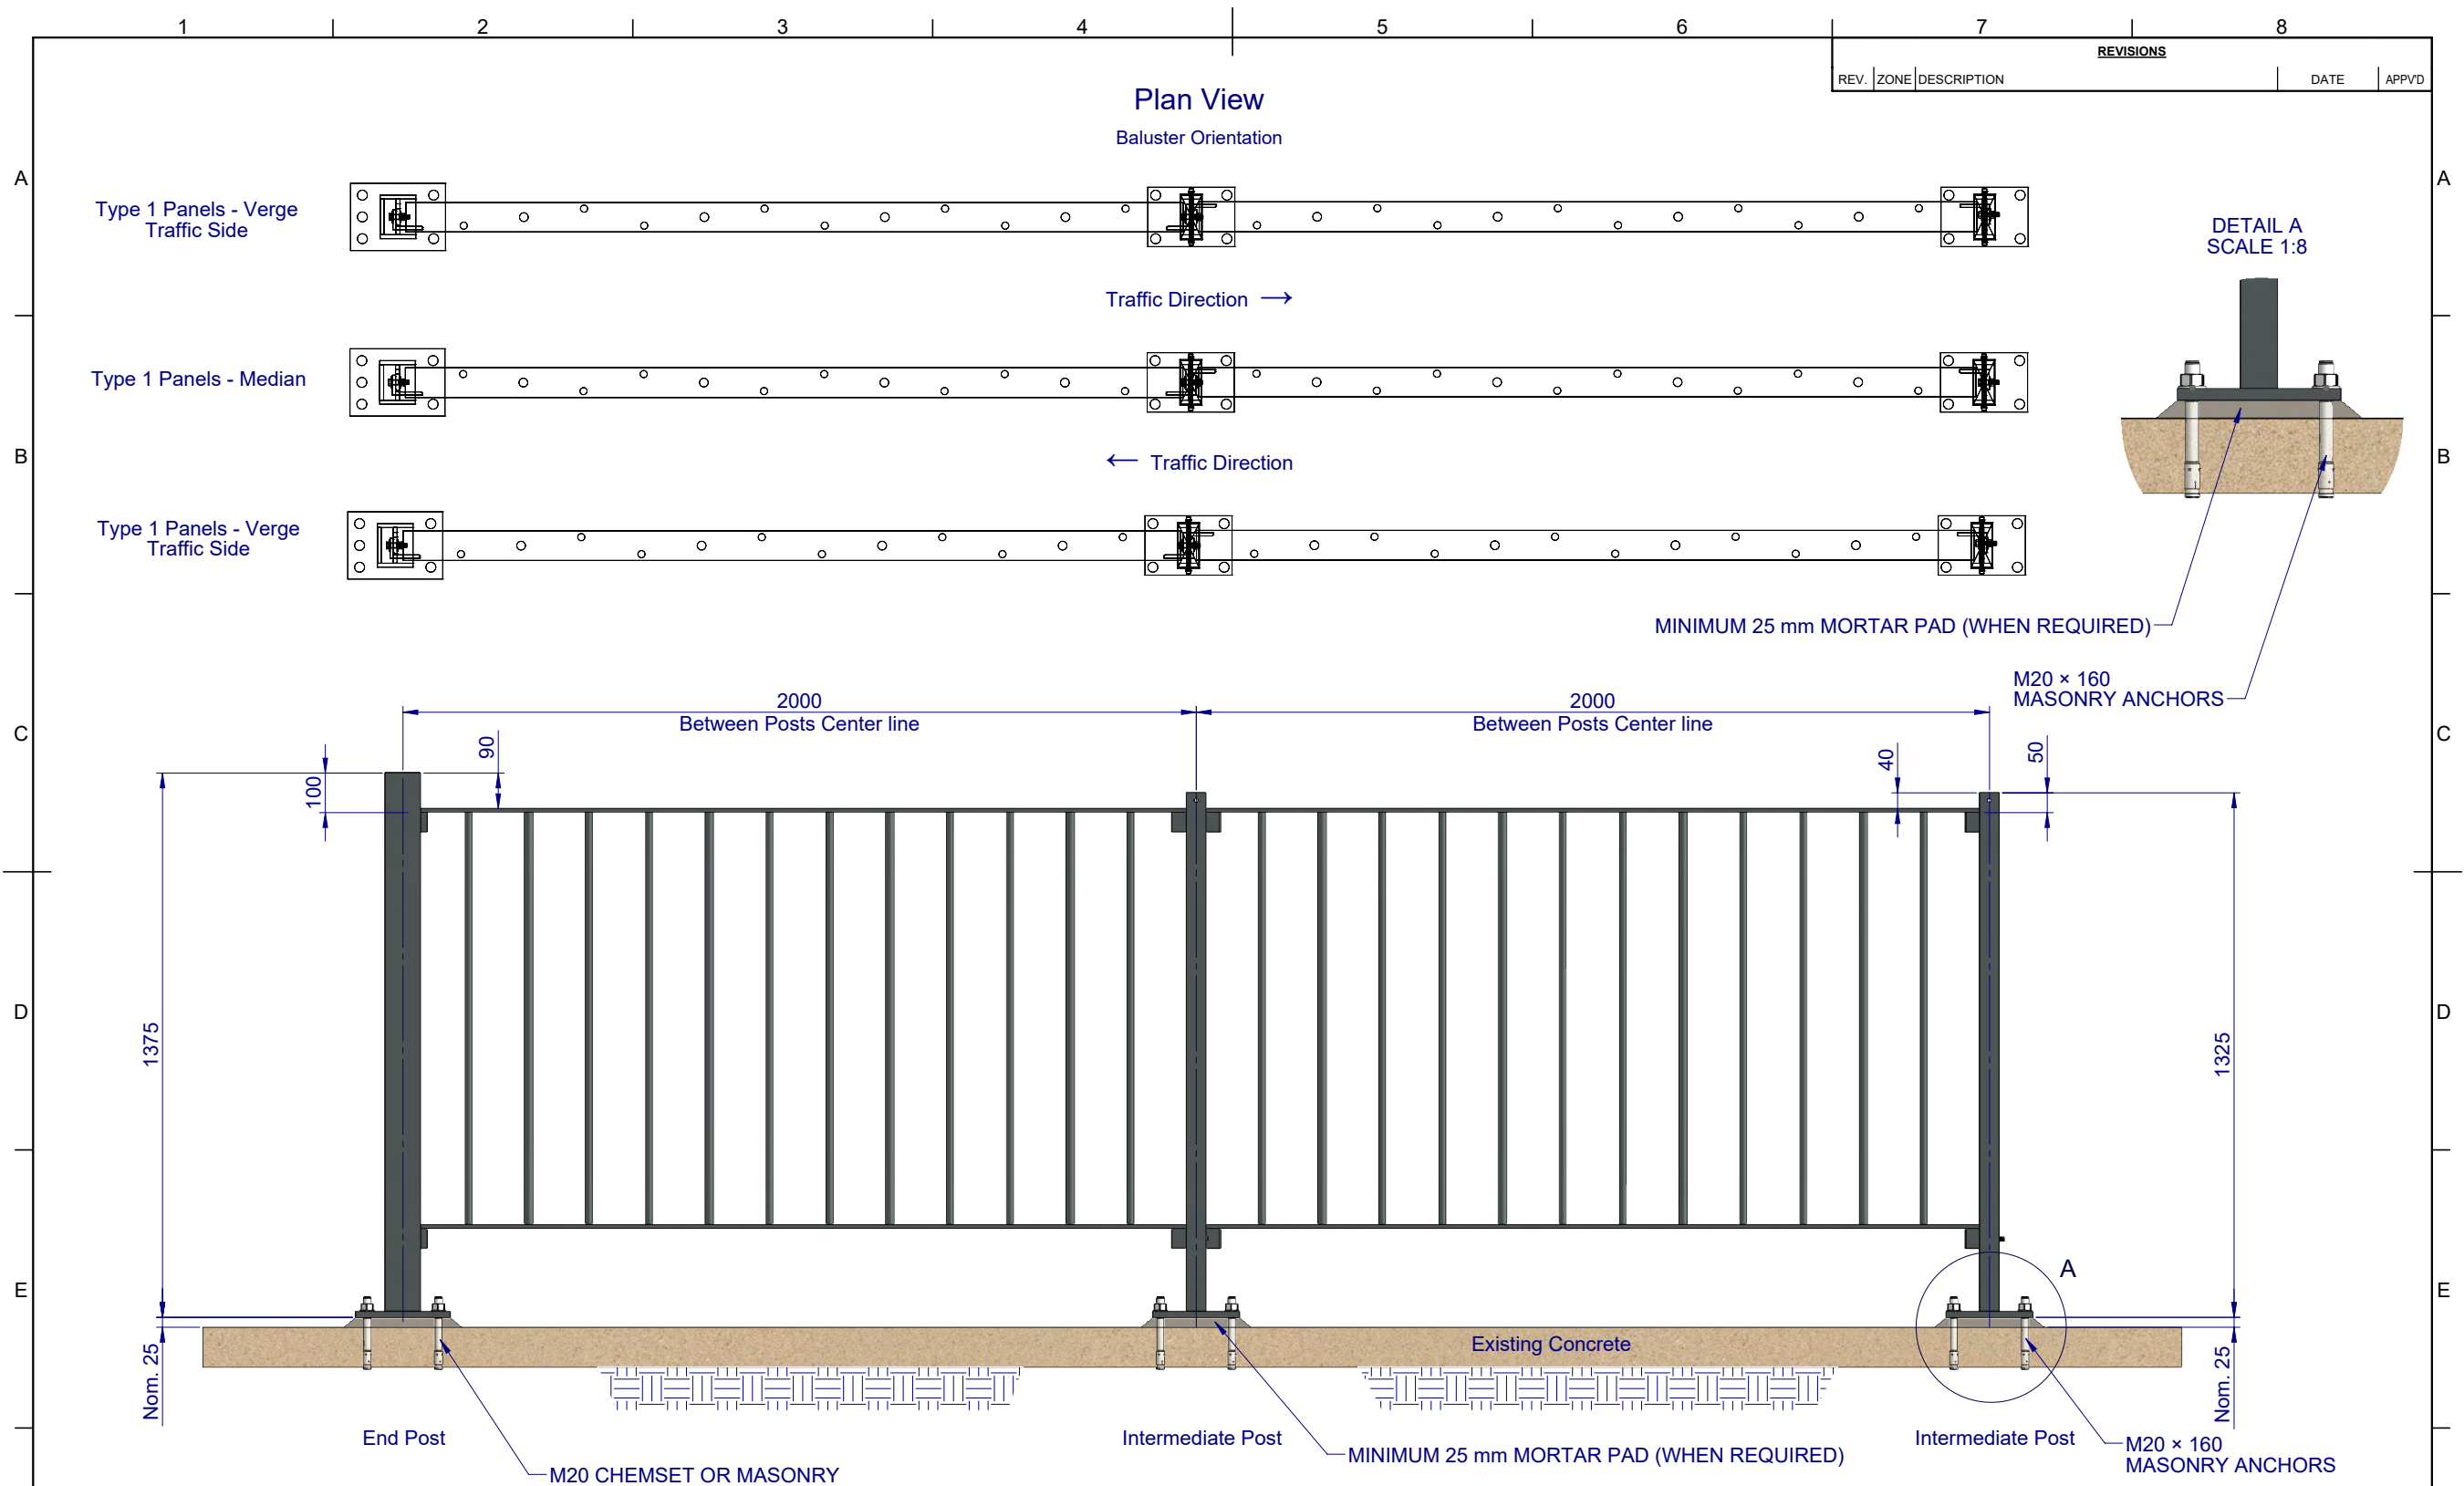 1 2 3 4 5 6 7 8
REVISIONS
REV. ZONE DESCRIPTION DATE APPV'D
Plan View
Baluster Orientation
A A
Type 1 Panels - Verge
Traffic Side
DETAIL A
SCALE 1:8
Traffic Direction →
Type 1 Panels - Median
B B
← Traffic Direction
Type 1 Panels - Verge
Traffic Side
MINIMUM 25 mm MORTAR PAD (WHEN REQUIRED)
M20 × 160
MASONRY ANCHORS
2000
Between Posts Center line
2000
Between Posts Center line
C C
90
100
40
50
D D
1375
1325
A
E E
Existing Concrete
Nom. 25
Nom. 25
End Post
Intermediate Post
Intermediate Post
M20 CHEMSET OR MASONRY
MINIMUM 25 mm MORTAR PAD (WHEN REQUIRED)
M20 × 160
MASONRY ANCHORS